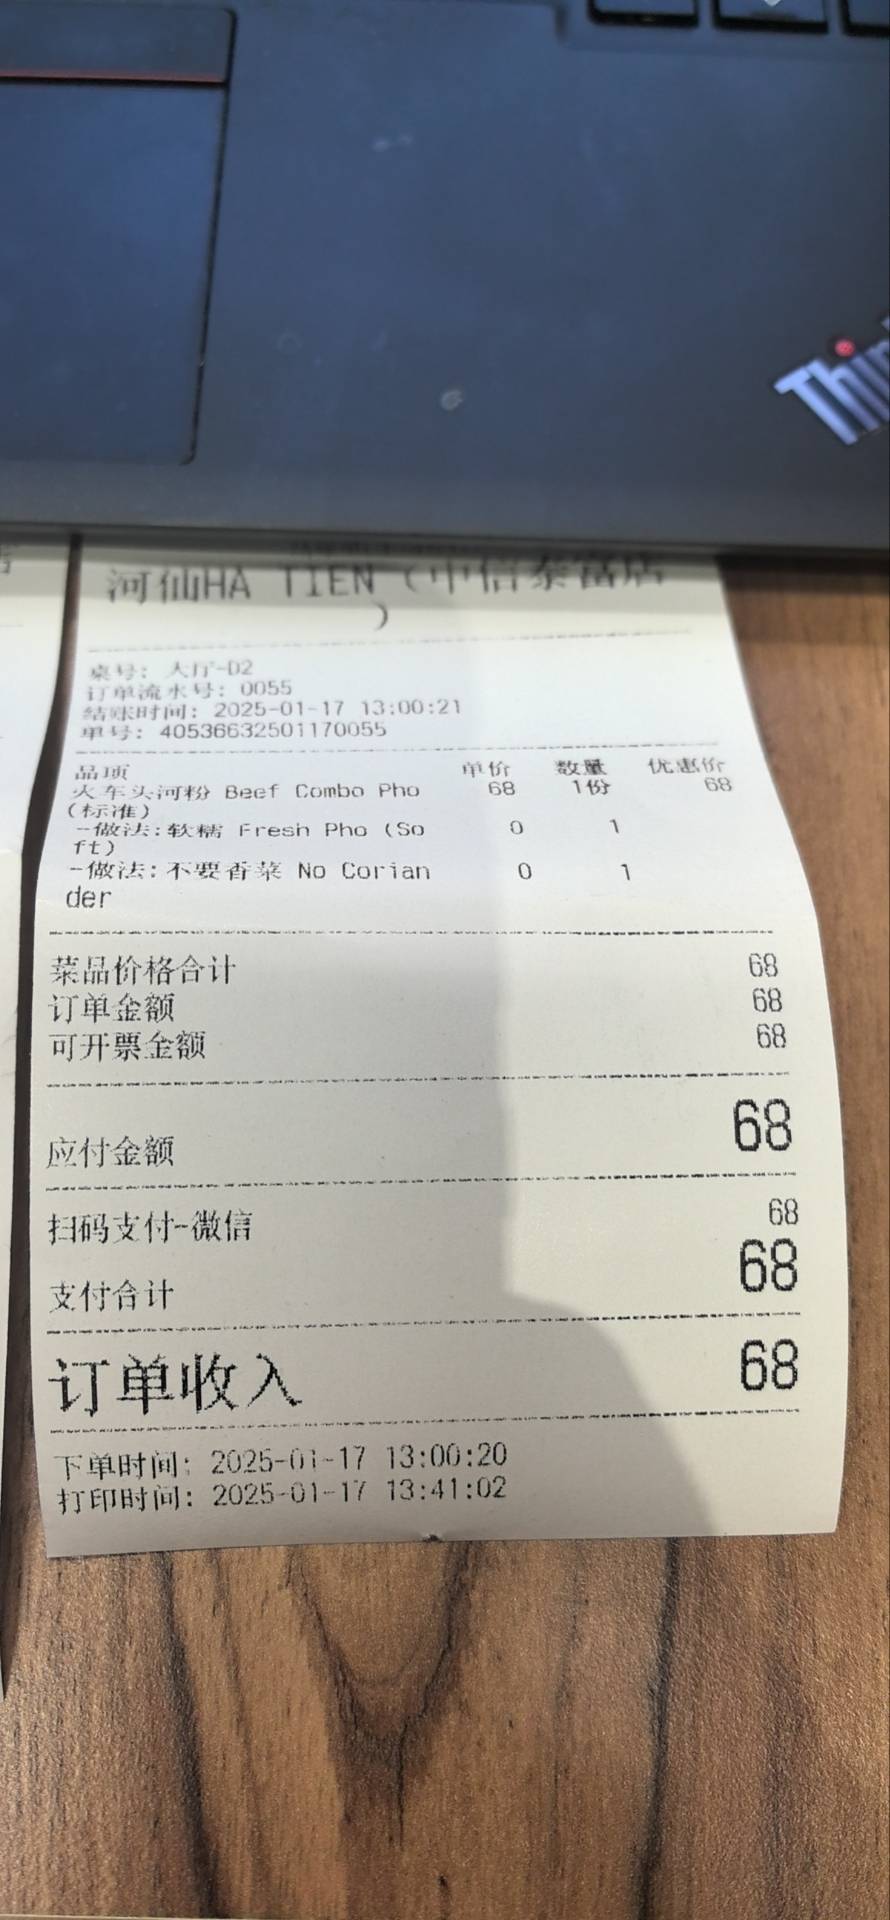 Thin
河仙HA TIEN（中信泰富店
）
桌号: 大厅-D2
订单流水号: 0055
结账时间: 2025-01-17 13:00:21
单号: 40536632501170055
品项 单价 数量 优惠价
火车头河粉 Beef Combo Pho 68 1份 68
(标准)
-做法:软糯 Fresh Pho (So 0 1
ft)
-做法:不要香菜 No Corian 0 1
der
菜品价格合计 68
订单金额 68
可开票金额 68
应付金额 68
扫码支付-微信 68
支付合计 68
订单收入 68
下单时间: 2025-01-17 13:00:20
打印时间: 2025-01-17 13:41:02